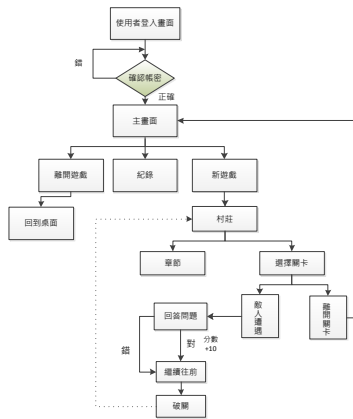 使用者登入畫面
錯
確認帳密
正確
主畫面
離開遊戲
紀錄
新遊戲
回到桌面
村莊
章節
選擇關卡
敵人遭遇
離開關卡
回答問題
對
分數
+10
錯
繼續往前
破關